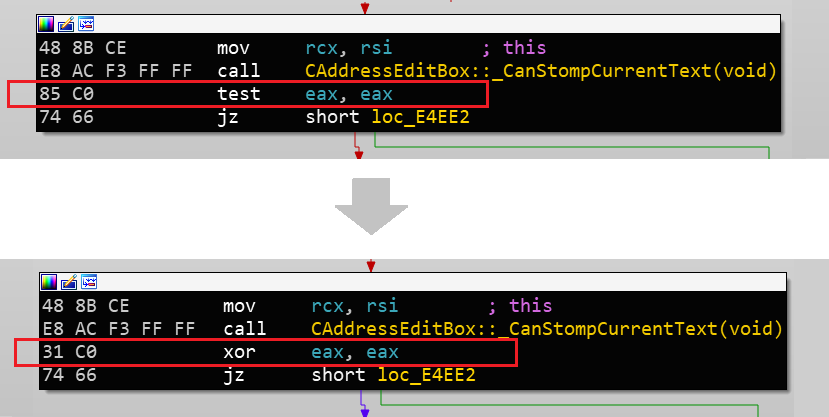 48 8B CE mov rcx, rsi ; this
E8 AC F3 FF FF call CAddressEditBox::_CanStompCurrentText(void)
85 C0 test eax, eax
74 66 jz short loc_E4EE2
48 8B CE mov rcx, rsi ; this
E8 AC F3 FF FF call CAddressEditBox::_CanStompCurrentText(void)
31 C0 xor eax, eax
74 66 jz short loc_E4EE2